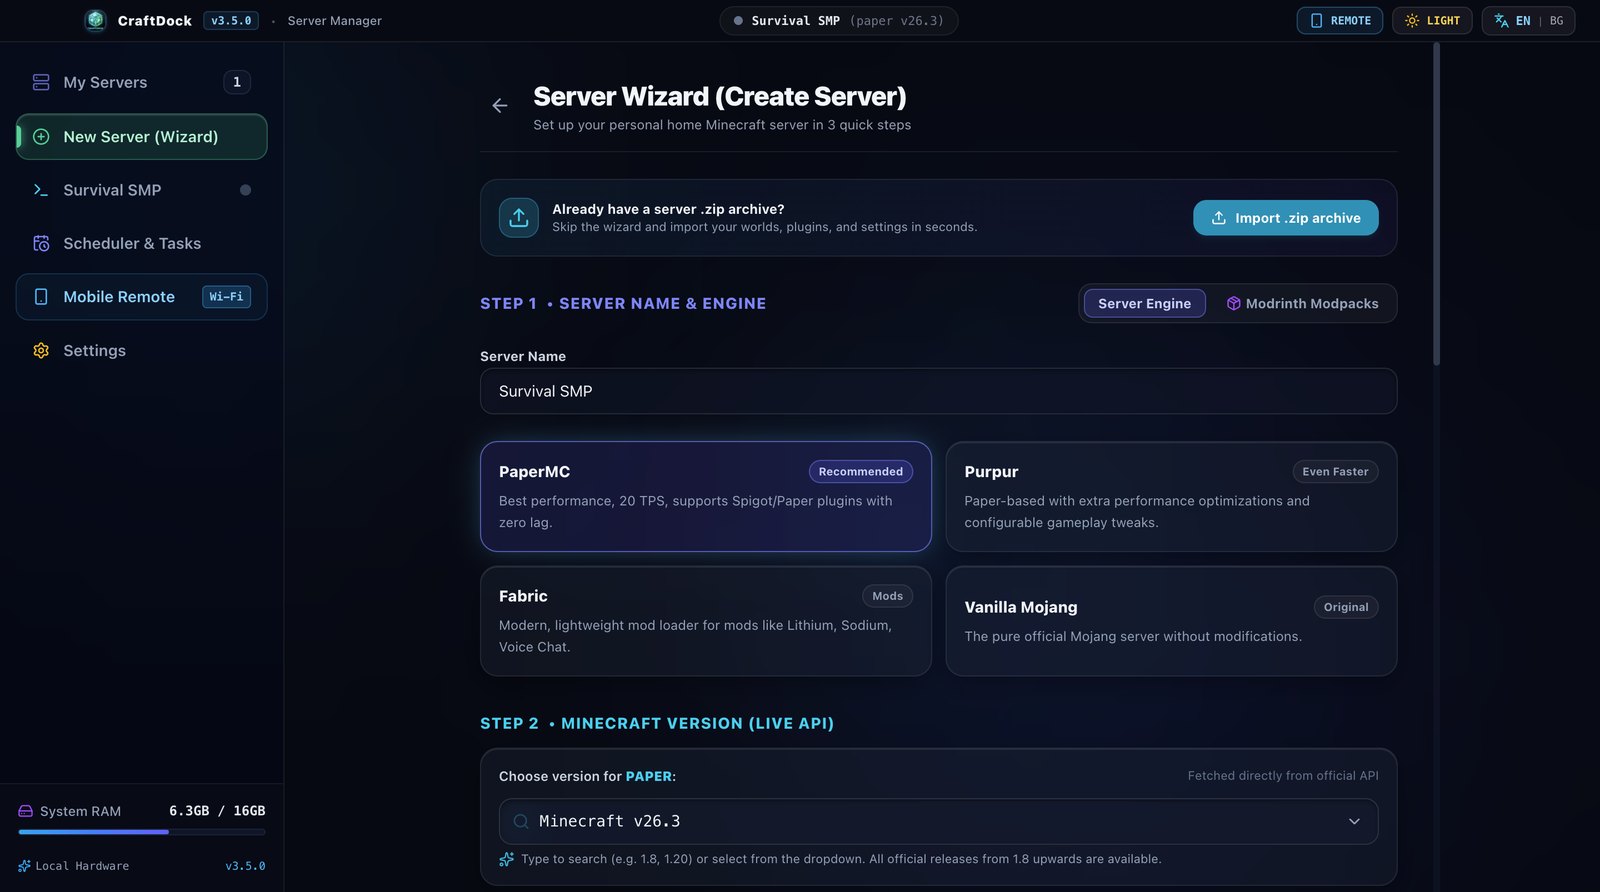 CraftDock v3.5.0 • Server Manager
Survival SMP (paper v26.3)
REMOTE
LIGHT
EN | BG
My Servers 1
New Server (Wizard)
Survival SMP
Scheduler & Tasks
Mobile Remote Wi-Fi
Settings
System RAM 6.3GB / 16GB
Local Hardware v3.5.0
Server Wizard (Create Server)
Set up your personal home Minecraft server in 3 quick steps
Already have a server .zip archive?
Skip the wizard and import your worlds, plugins, and settings in seconds.
Import .zip archive
STEP 1 • SERVER NAME & ENGINE
Server Engine
Modrinth Modpacks
Server Name
Survival SMP
PaperMC Recommended
Best performance, 20 TPS, supports Spigot/Paper plugins with
zero lag.
Purpur Even Faster
Paper-based with extra performance optimizations and
configurable gameplay tweaks.
Fabric Mods
Modern, lightweight mod loader for mods like Lithium, Sodium,
Voice Chat.
Vanilla Mojang Original
The pure official Mojang server without modifications.
STEP 2 • MINECRAFT VERSION (LIVE API)
Choose version for PAPER: Fetched directly from official API
Minecraft v26.3
Type to search (e.g. 1.8, 1.20) or select from the dropdown. All official releases from 1.8 upwards are available.